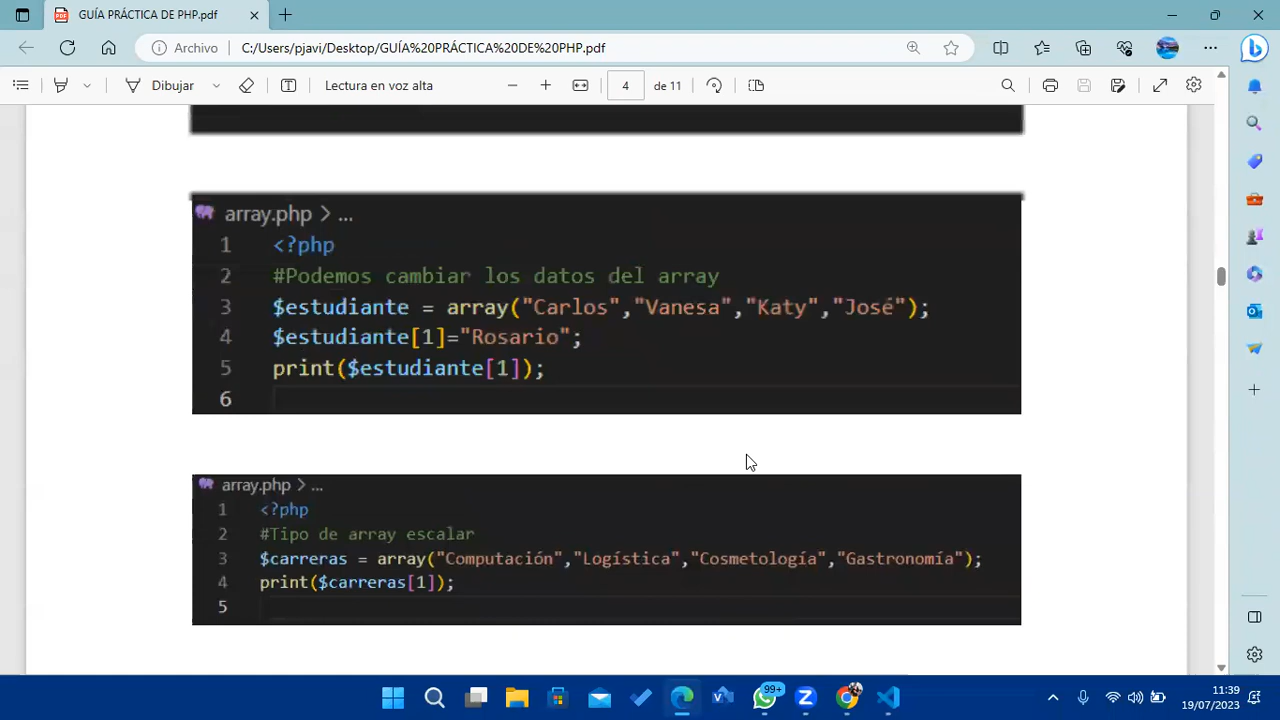 GUÍA PRÁCTICA DE PHP.pdf
Archivo
C:/Users/pjavi/Desktop/GUÍA%20PRÁCTICA%20DE%20PHP.pdf
Dibujar
Lectura en voz alta
4
de 11
array.php > ...
1 <?php
2 #Podemos cambiar los datos del array
3 $estudiante = array("Carlos","Vanesa","Katy","José");
4 $estudiante[1]="Rosario";
5 print($estudiante[1]);
6
array.php > ...
1 <?php
2 #Tipo de array escalar
3 $carreras = array("Computación","Logística","Cosmetología","Gastronomía");
4 print($carreras[1]);
5
99+
11:39
19/07/2023